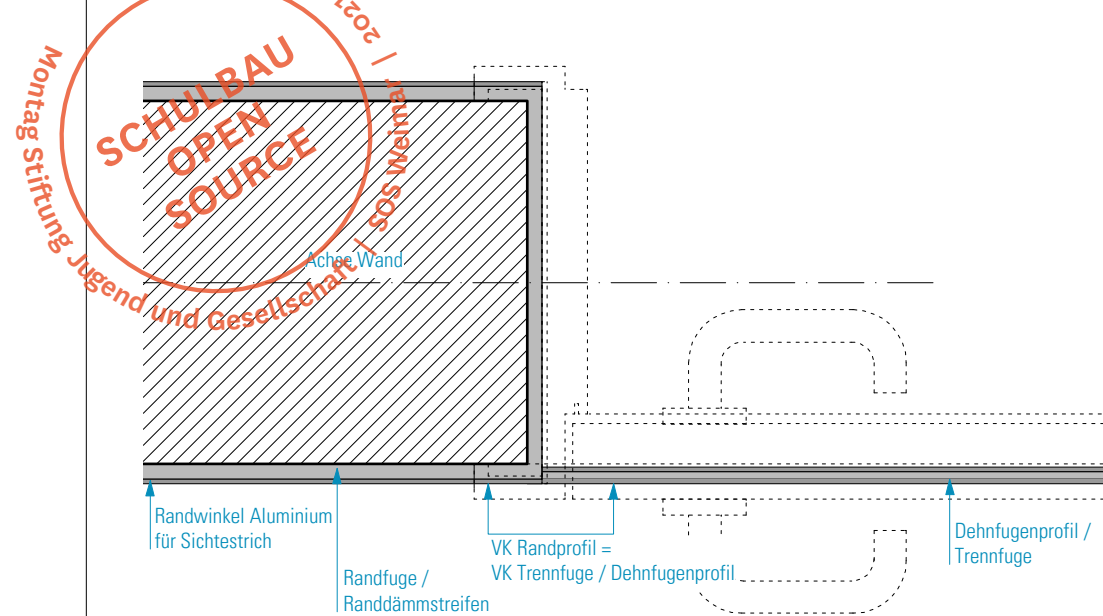 Montag Stiftung Jugend und Gesellschaft / SOS Weimar / 202
SCHULBAU
OPEN
SOURCE
Achse Wand
Randwinkel Aluminium
für Sichtestrich
Randfuge /
Randdämmstreifen
VK Randprofil =
VK Trennfuge / Dehnfugenprofil
Dehnfugenprofil /
Trennfuge